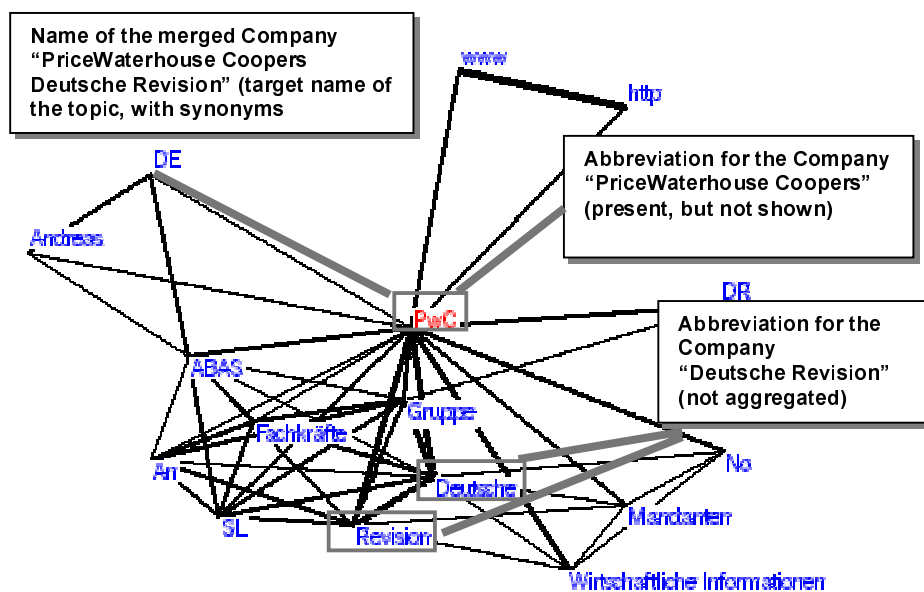 Name of the merged Company
“PriceWaterhouse Coopers
Deutsche Revision” (target name of
the topic, with synonyms
www
http
Abbreviation for the Company
“PriceWaterhouse Coopers”
(present, but not shown)
DE
Andreas
DR
PwC
Abbreviation for the
Company
“Deutsche Revision”
(not aggregated)
ABAS
Gruppe
Fachkräfte
An
No
Deutsche
SL
Revision
Mandanten
Wirtschaftliche Informationen